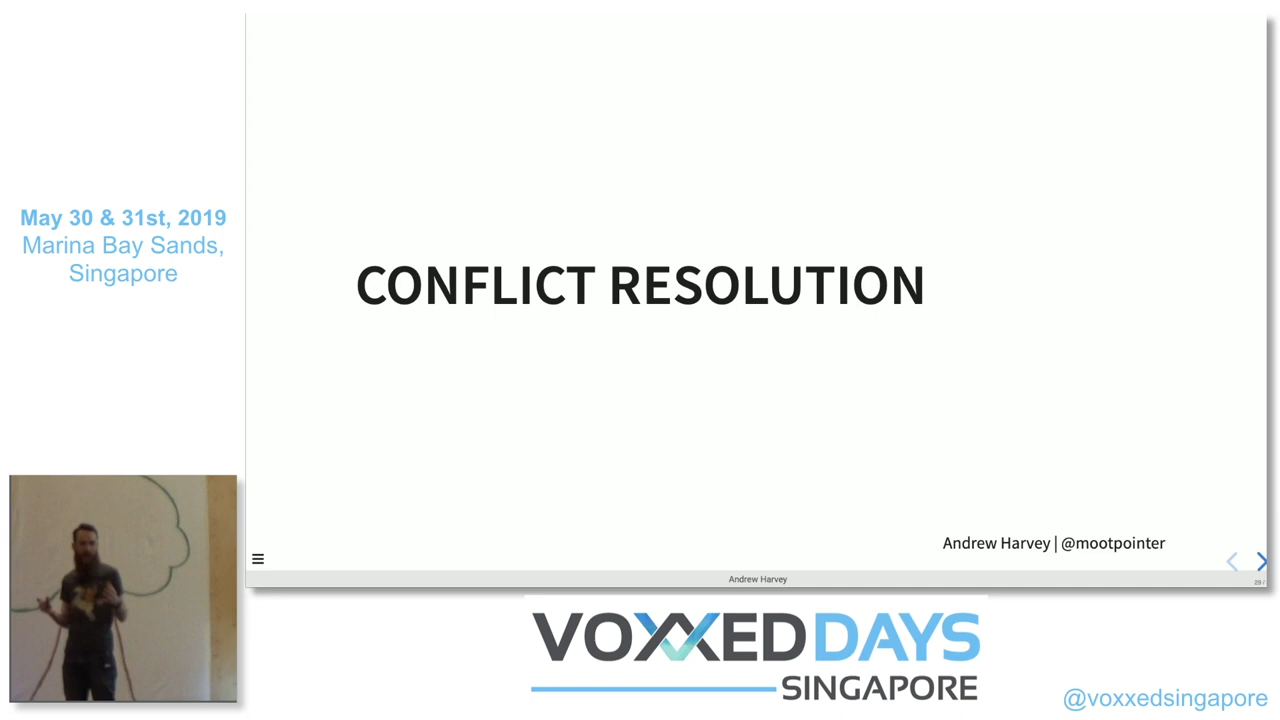 May 30 & 31st, 2019
Marina Bay Sands,
Singapore
CONFLICT RESOLUTION
Andrew Harvey | @mootpointer
Andrew Harvey
29 /
VOXXED DAYS
SINGAPORE
@voxxedsingapore